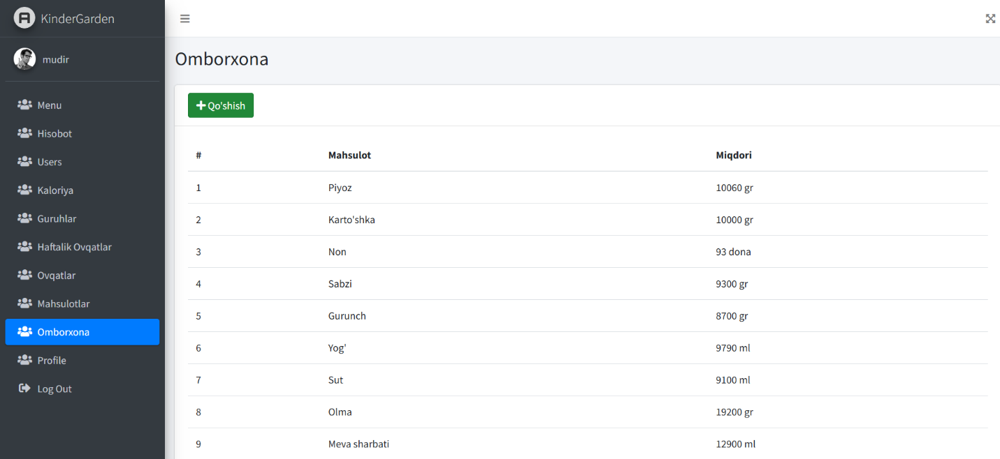 KinderGarden
mudir
Menu
Hisobot
Users
Kaloriya
Guruhlar
Haftalik Ovqatlar
Ovqatlar
Mahsulotlar
Omborxona
Profile
Log Out
Omborxona
Qo'shish
# Mahsulot Miqdori
1 Piyoz 10060 gr
2 Karto'shka 10000 gr
3 Non 93 dona
4 Sabzi 9300 gr
5 Gurunch 8700 gr
6 Yog' 9790 ml
7 Sut 9100 ml
8 Olma 19200 gr
9 Meva sharbati 12900 ml